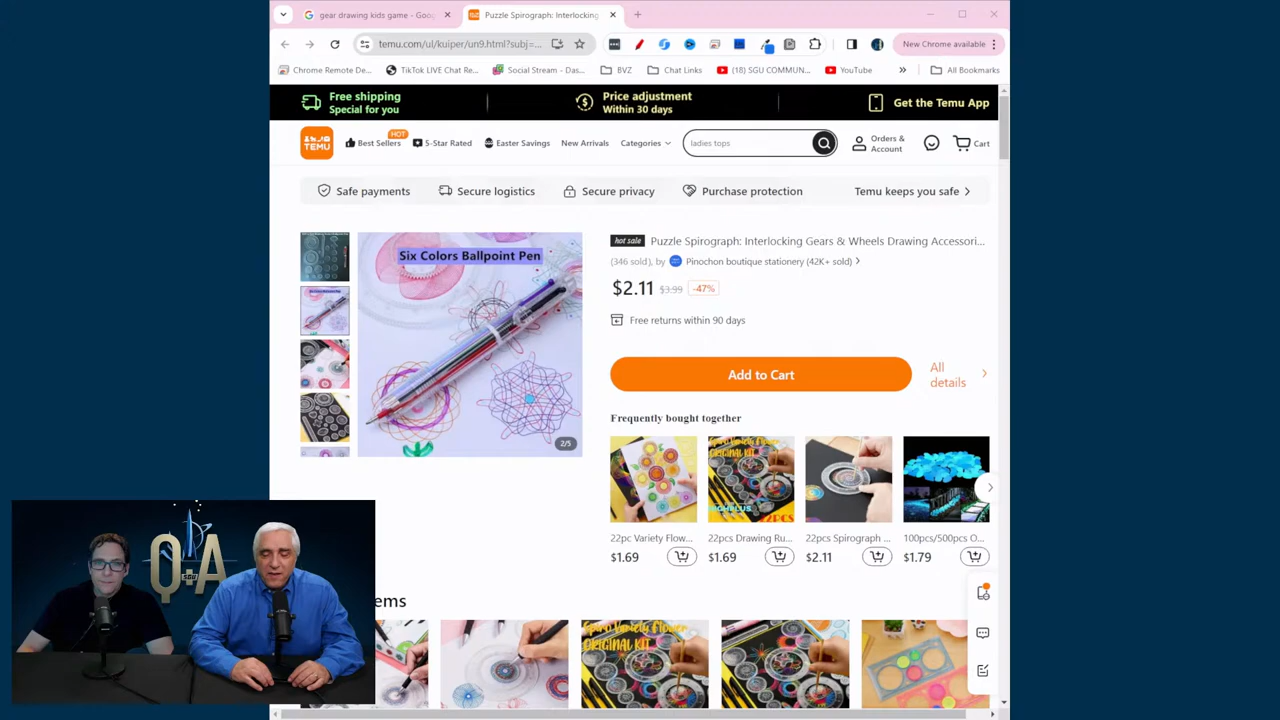 gear drawing kids game - Goo
Puzzle Spirograph: Interlocking
temu.com/ul/kuiper/un9.html?subj=...
New Chrome available
Chrome Remote De...
TikTok LIVE Chat Re...
Social Stream - Das...
BVZ
Chat Links
(18) SGU COMMUN...
YouTube
All Bookmarks
Free shipping
Special for you
Price adjustment
Within 30 days
Get the Temu App
TEMU
Best Sellers
HOT
5-Star Rated
Easter Savings
New Arrivals
Categories
ladies tops
Orders &
Account
Cart
Safe payments
Secure logistics
Secure privacy
Purchase protection
Temu keeps you safe
Six Colors Ballpoint Pen
2/5
hot sale Puzzle Spirograph: Interlocking Gears & Wheels Drawing Accessori...
(346 sold), by Pinochon boutique stationery (42K+ sold)
$2.11 $3.99 -47%
Free returns within 90 days
Add to Cart
All
details
Frequently bought together
22pc Variety Flow...
$1.69
22pcs Drawing Ru...
$1.69
22pcs Spirograph ...
$2.11
100pcs/500pcs O...
$1.79
ems
Spiro Variety Flower
ORIGINAL KIT
Q+A
SGU